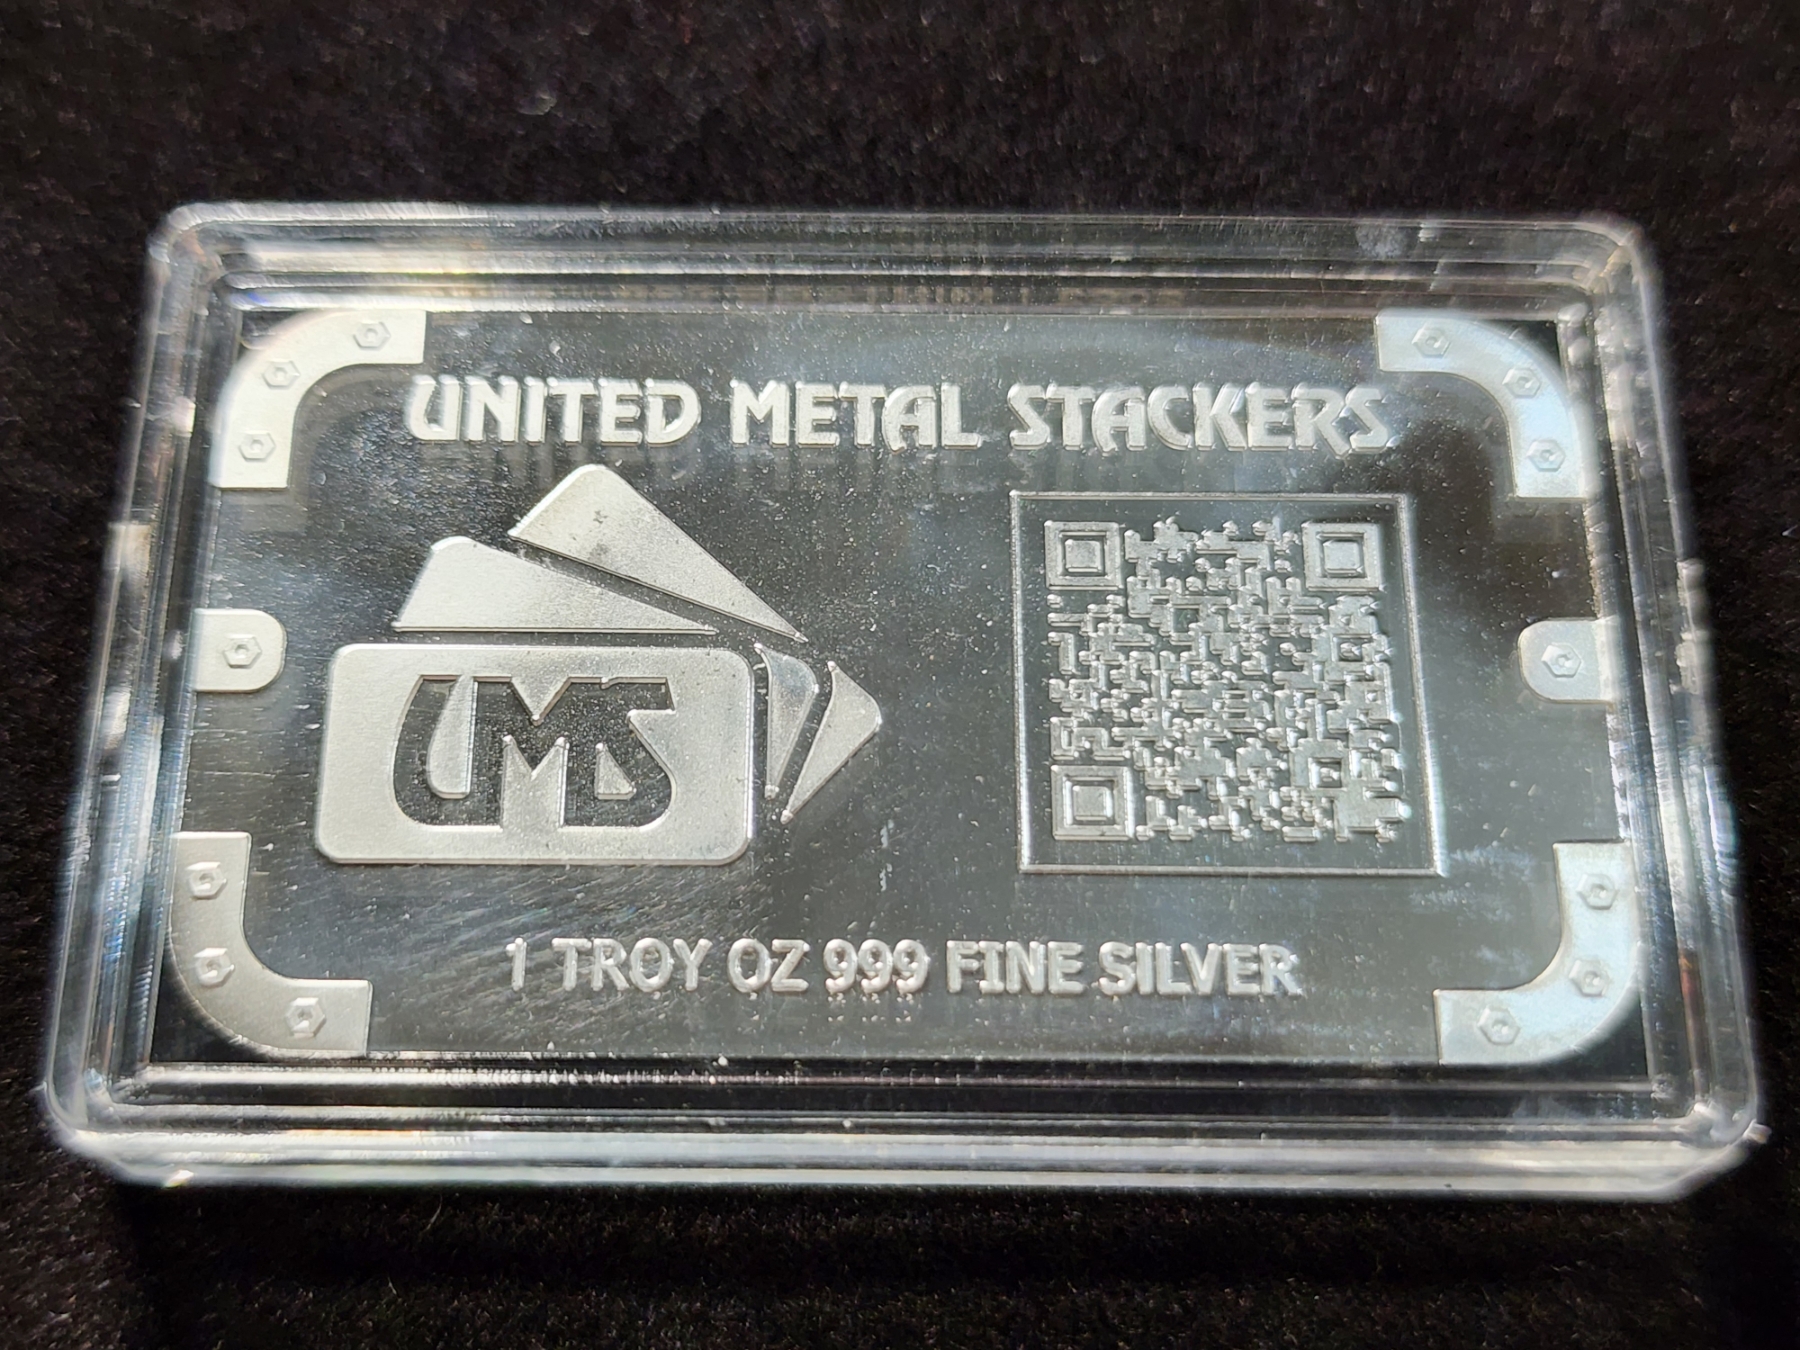 UNITED METAL STACKERS
UMS
1 TROY OZ 999 FINE SILVER